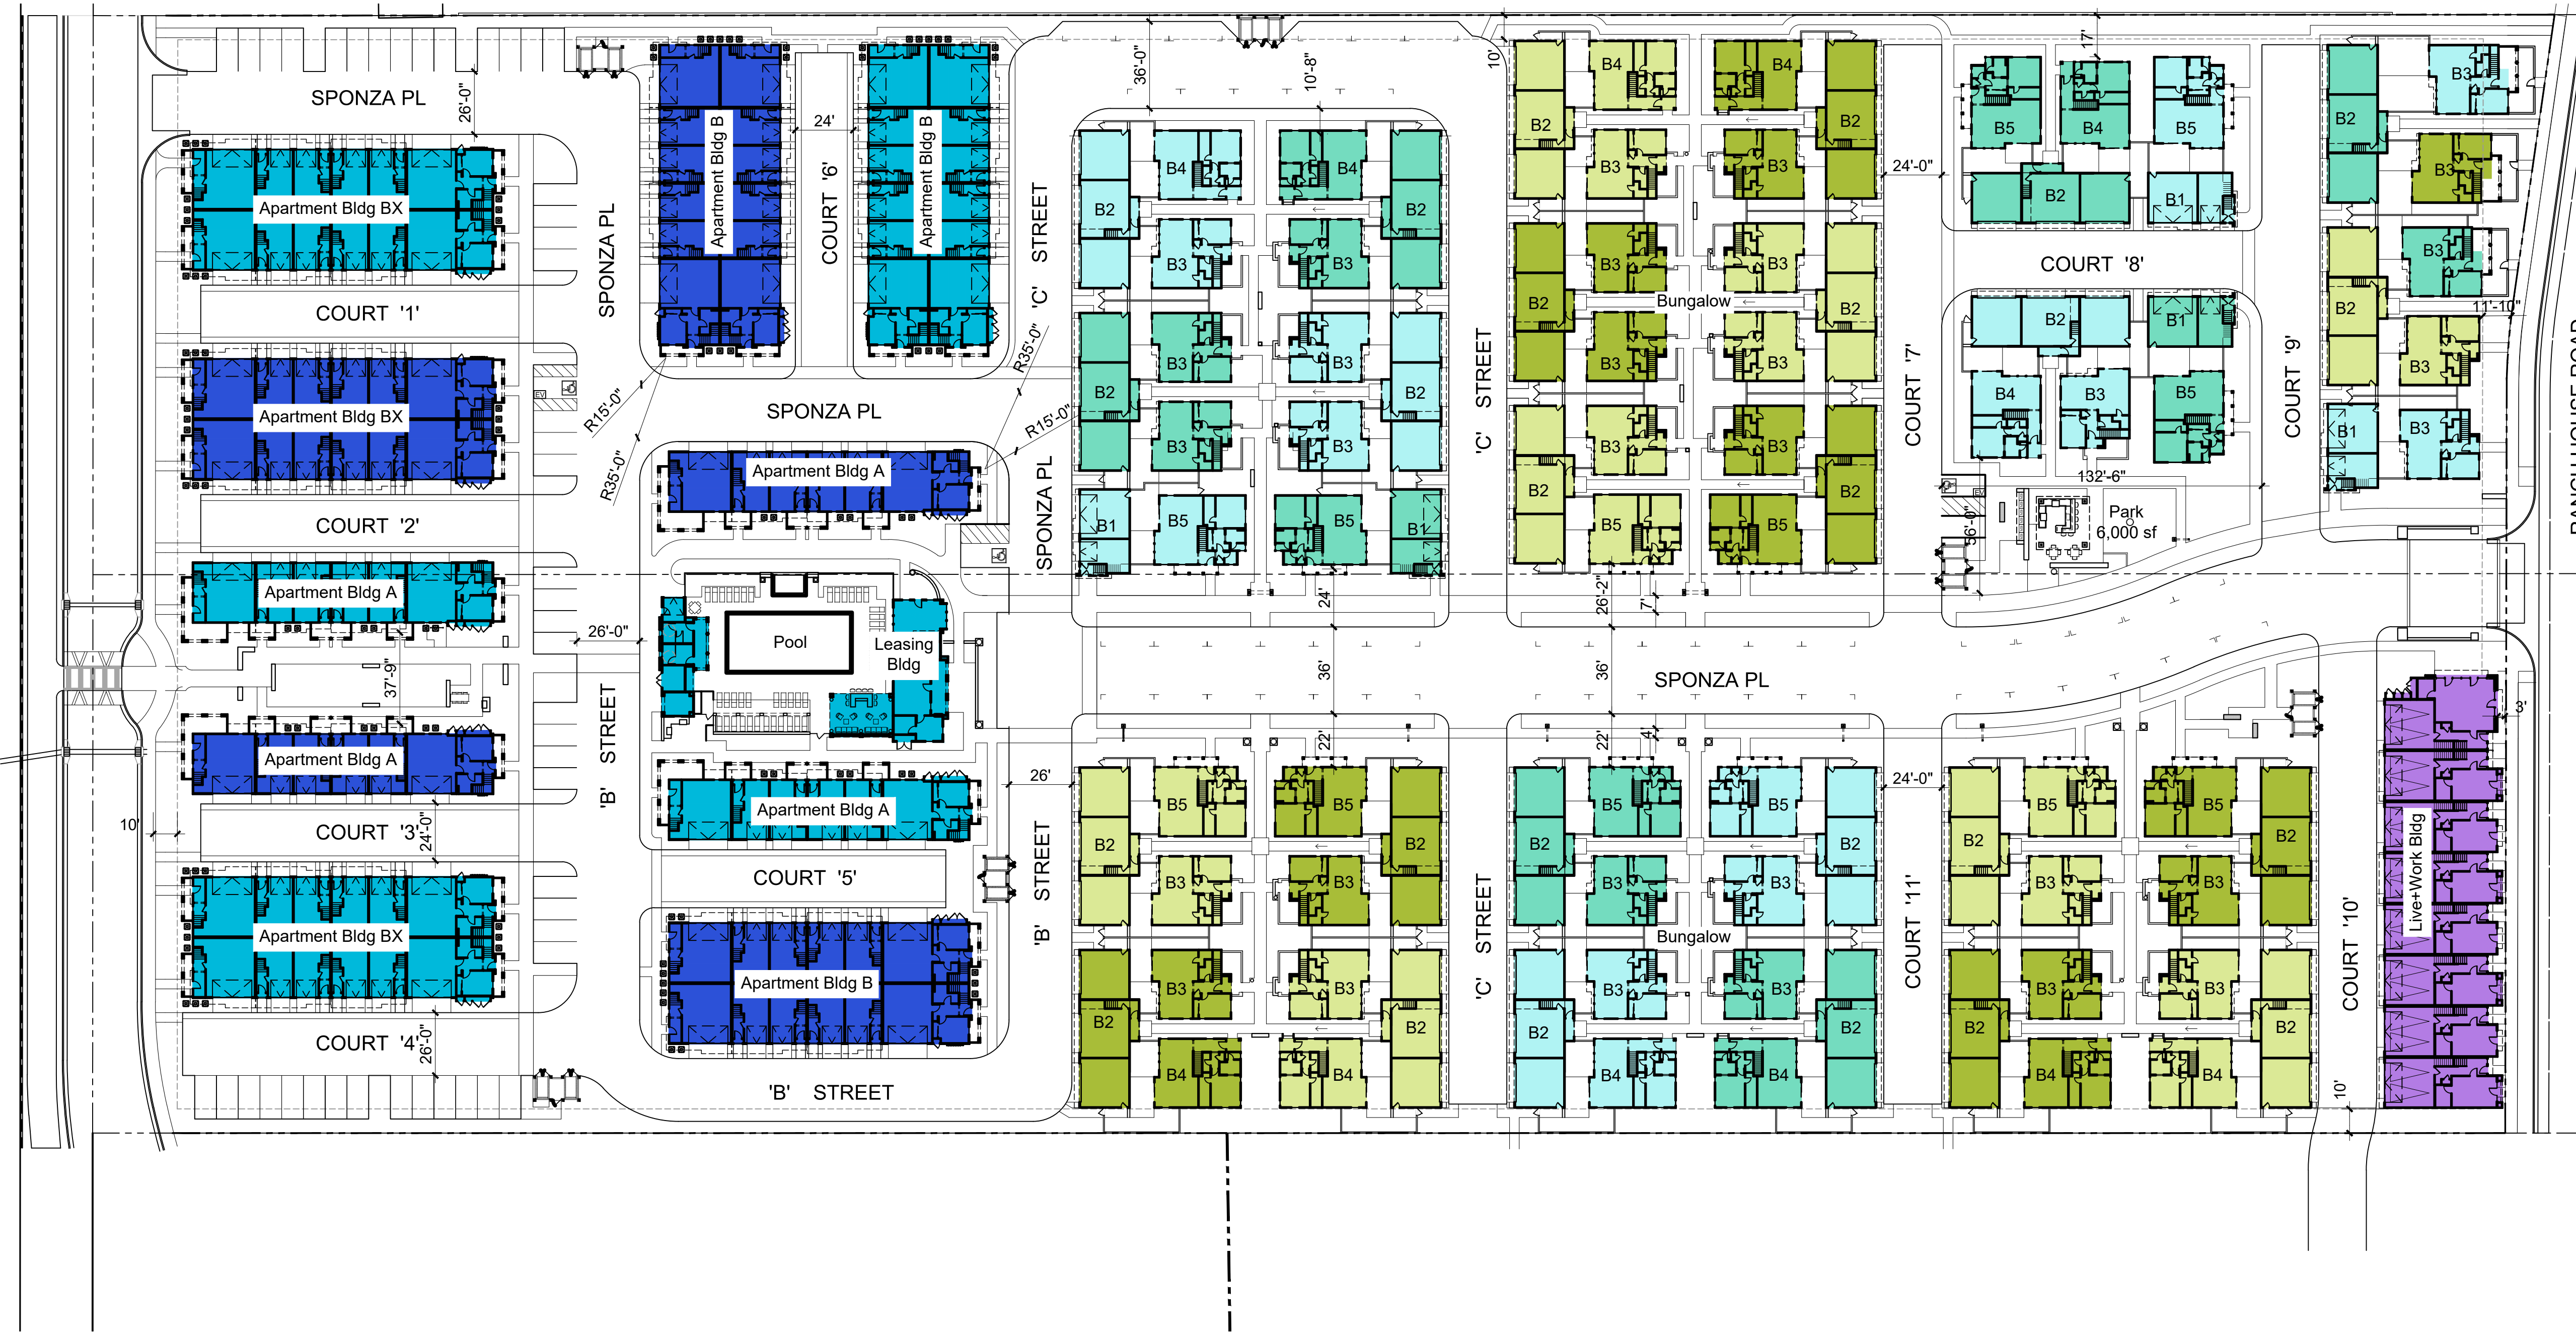 SPONZA PL
26'-0"
Apartment Bldg BX
COURT '1'
Apartment Bldg BX
COURT '2'
Apartment Bldg A
37'-9"
Apartment Bldg A
10'
COURT '3'
24'-0"
Apartment Bldg BX
COURT '4'
26'-0"
SPONZA PL
EV
26'-0"
'B' STREET
Apartment Bldg B
24'
COURT '6'
Apartment Bldg B
R15'-0"
R35'-0"
SPONZA PL
R35'-0"
R15'-0"
Apartment Bldg A
Pool
Leasing
Bldg
Apartment Bldg A
COURT '5'
Apartment Bldg B
'B' STREET
'C' STREET
SPONZA PL
26'
'B' STREET
36'-0"
10'-8"
B4
B4
B2
B2
B3
B3
B3
B3
B2
B2
B3
B3
B1
B5
B5
B1
24'
36'
22'
B5
B5
B2
B2
B3
B3
B3
B3
B2
B2
B4
B4
10'
'C' STREET
B4
B4
B2
B2
B3
B3
B3
B3
B2
Bungalow
B2
B3
B3
B3
B3
B2
B2
B5
B5
26'-2"
7'
36'
SPONZA PL
22'
4'
'C' STREET
B5
B5
B2
B2
B3
B3
Bungalow
B3
B3
B2
B2
B4
B4
24'-0"
COURT '7'
17'
B5
B4
B5
B2
B1
COURT '8'
B2
B1
B4
B3
B5
132'-6"
EV
56'-0"
Park
6,000 sf
COURT '9'
B3
B2
B3
B3
B2
11'-10"
B3
B1
B3
RANCH HOUSE ROAD
24'-0"
COURT '11'
B5
B5
B2
B2
B3
B3
B3
B3
B2
B2
B4
B4
COURT '10'
10'
3'
Live+Work Bldg